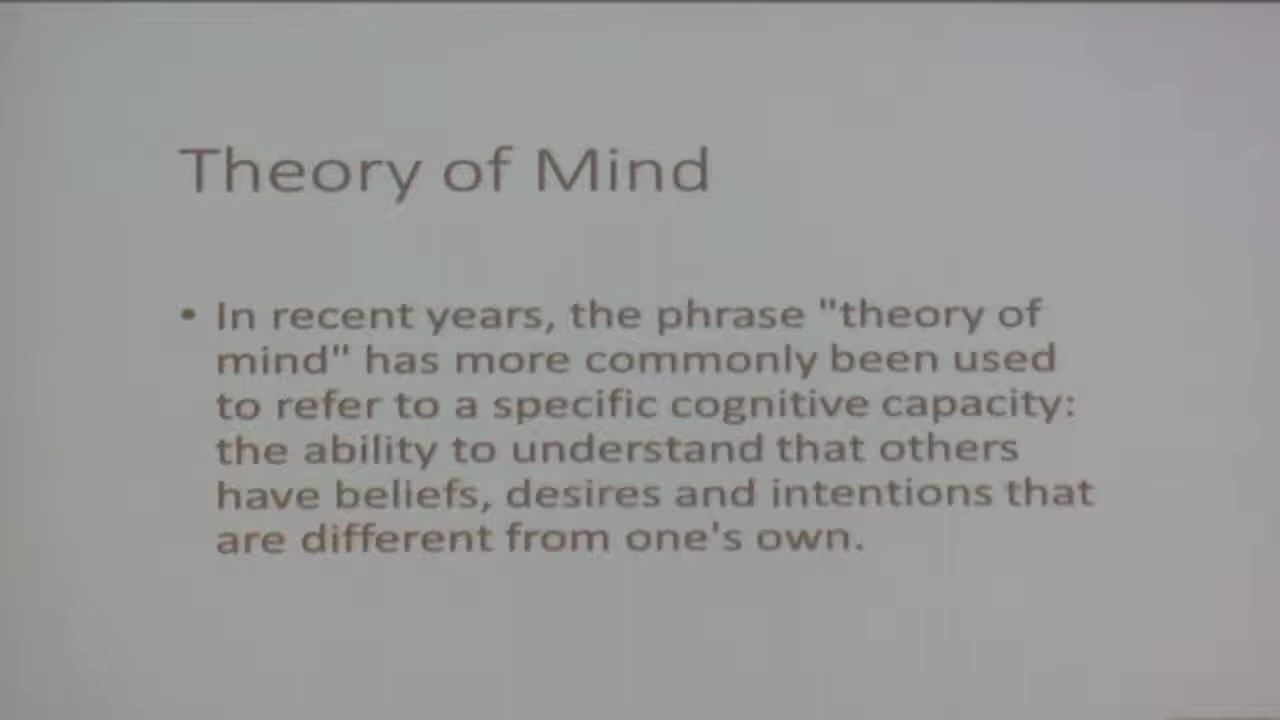 Theory of Mind
• In recent years, the phrase "theory of
mind" has more commonly been used
to refer to a specific cognitive capacity:
the ability to understand that others
have beliefs, desires and intentions that
are different from one's own.